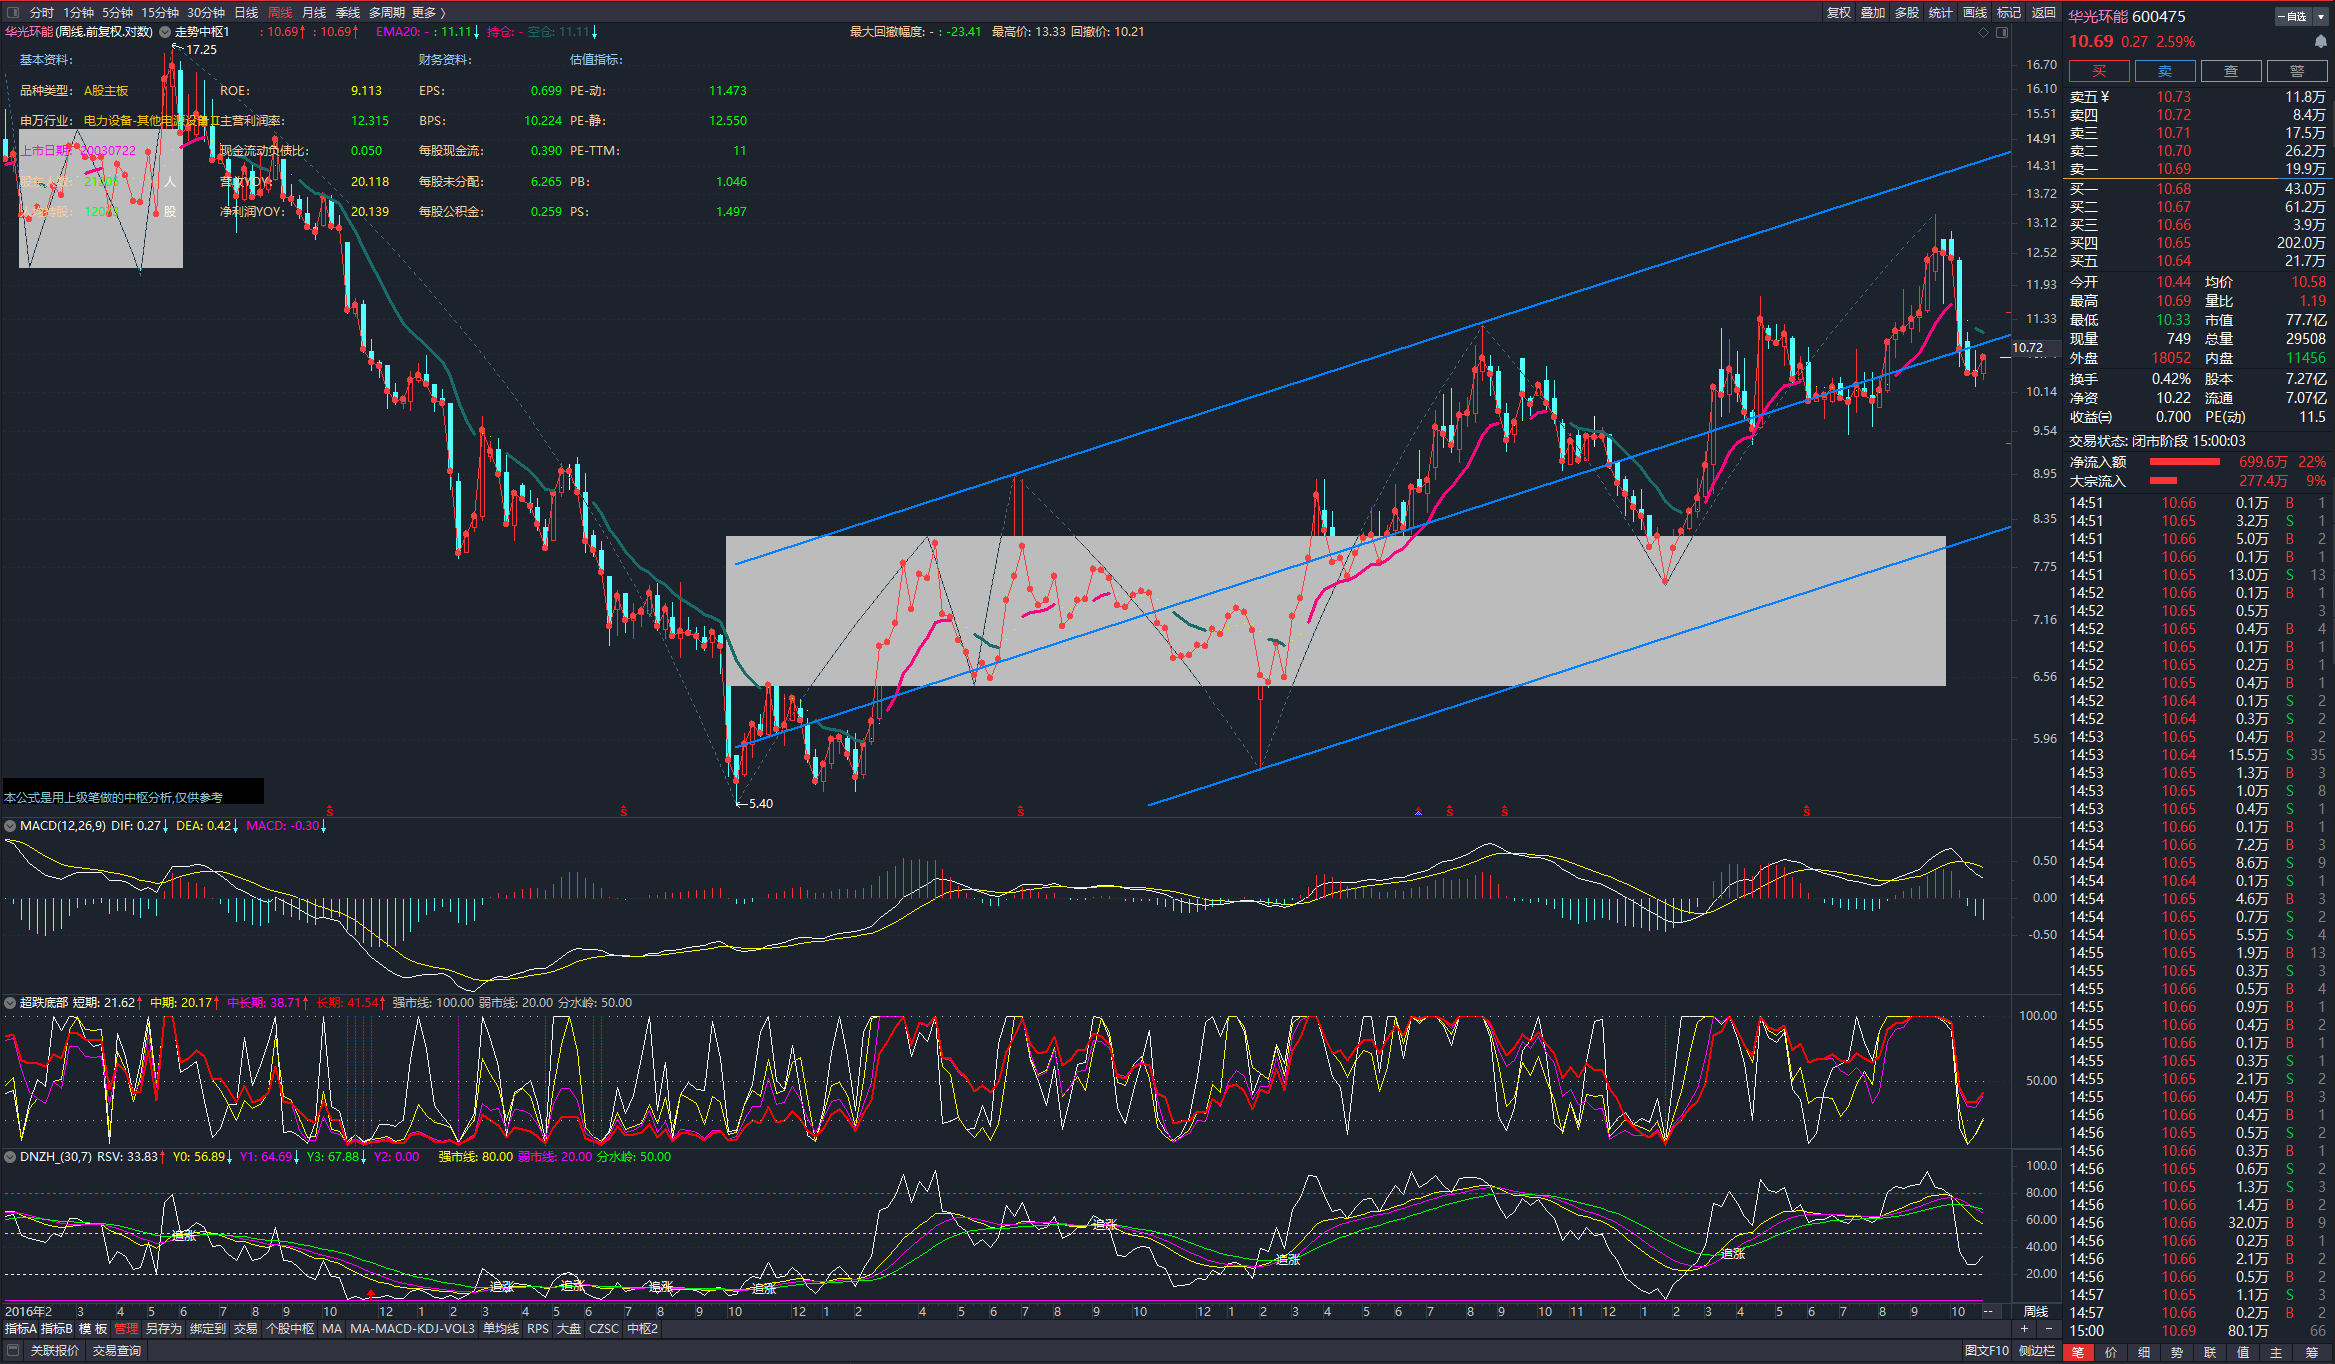 分时 1分钟 5分钟 15分钟 30分钟 日线 周线 月线 季线 多周期 更多 〉 复权 叠加 多股 统计 画线 标记 返回
华光环能(周线.前复权.对数) 走势中枢1 : 10.69↑ : 10.69↑ EMA20: - : 11.11↓ 持仓: - 空仓: 11.11↓ 最大回撤幅度: - : -23.41 最高价: 13.33 回撤价: 10.21
17.25
基本资料: 财务资料: 估值指标:
品种类型: A股主板 ROE: 9.113 EPS: 0.699 PE-动: 11.473
申万行业: 电力设备-其他电源设备Ⅱ 主营利润率: 12.315 BPS: 10.224 PE-静: 12.550
上市日期: 20030722 现金流动负债比: 0.050 每股现金流: 0.390 PE-TTM: 11
人 营收YOY: 20.118 每股未分配: 6.265 PB: 1.046
股 净利润YOY: 20.139 每股公积金: 0.259 PS: 1.497
16.70
16.10
15.51
14.91
14.31
13.72
13.12
12.52
11.93
11.33
10.72
10.14
9.54
8.95
8.35
7.75
7.16
6.56
5.96
5.40
本公式是用上级笔做的中枢分析,仅供参考
S S S S S S
MACD(12,26,9) DIF: 0.27↓ DEA: 0.42↓ MACD: -0.30↓
0.50
0.00
-0.50
超跌底部 短期: 21.62↑ 中期: 20.17↑ 中长期: 38.71↑ 长期: 41.54↑ 强市线: 100.00 弱市线: 20.00 分水岭: 50.00
100.00
50.00
DNZH_(30,7) RSV: 33.83↑ Y0: 56.89↓ Y1: 64.69↓ Y3: 67.88↓ Y2: 0.00 强市线: 80.00 弱市线: 20.00 分水岭: 50.00
100.0
80.00
60.00
40.00
20.00
追涨 追涨 追涨 追涨 追涨 追涨 追涨 追涨
2016年2 3 4 5 6 7 8 9 10 12 1 2 3 4 5 6 7 8 9 10 12 1 2 4 5 6 7 8 9 10 12 1 2 3 4 5 6 7 8 9 10 11 12 1 2 3 4 5 6 7 8 9 10 -- 周线
指标A 指标B 模 板 管理 另存为 绑定到 交易 个股中枢 MA MA-MACD-KDJ-VOL3 单均线 RPS 大盘 CZSC 中枢2 + -
关联报价 交易查询 图文F10 侧边栏
华光环能 600475 一自选
10.69 0.27 2.59%
买 卖 查 警
卖五 ¥ 10.73 11.8万
卖四 10.72 8.4万
卖三 10.71 17.5万
卖二 10.70 26.2万
卖一 10.69 19.9万
买一 10.68 43.0万
买二 10.67 61.2万
买三 10.66 3.9万
买四 10.65 202.0万
买五 10.64 21.7万
今开 10.44 均价 10.58
最高 10.69 量比 1.19
最低 10.33 市值 77.7亿
现量 749 总量 29508
外盘 18052 内盘 11456
换手 0.42% 股本 7.27亿
净资 10.22 流通 7.07亿
收益㈢ 0.700 PE(动) 11.5
交易状态: 闭市阶段 15:00:03
净流入额 699.6万 22%
大宗流入 277.4万 9%
14:51 10.66 0.1万 B 1
14:51 10.65 3.2万 S 1
14:51 10.66 5.0万 B 2
14:51 10.66 0.1万 B 1
14:51 10.65 13.0万 S 13
14:52 10.66 0.1万 B 1
14:52 10.65 0.5万 3
14:52 10.65 0.4万 B 4
14:52 10.65 0.1万 B 1
14:52 10.65 0.2万 B 1
14:52 10.65 0.4万 B 2
14:52 10.64 0.1万 S 2
14:52 10.64 0.3万 S 2
14:53 10.65 0.4万 B 2
14:53 10.64 15.5万 S 35
14:53 10.65 1.3万 B 3
14:53 10.65 1.0万 S 8
14:53 10.65 0.4万 S 1
14:53 10.66 0.1万 B 1
14:54 10.66 7.2万 B 3
14:54 10.65 8.6万 S 9
14:54 10.64 0.1万 S 1
14:54 10.65 4.6万 B 3
14:54 10.65 0.7万 S 2
14:54 10.65 5.5万 S 4
14:55 10.65 1.9万 B 13
14:55 10.65 0.3万 S 3
14:55 10.66 0.5万 B 4
14:55 10.66 0.9万 B 1
14:55 10.66 0.4万 B 2
14:55 10.66 0.1万 B 1
14:55 10.65 0.3万 S 1
14:55 10.65 2.1万 S 2
14:55 10.66 0.4万 B 3
14:56 10.66 0.4万 B 1
14:56 10.65 0.5万 S 2
14:56 10.66 0.3万 B 1
14:56 10.65 0.6万 S 2
14:56 10.65 1.3万 S 3
14:56 10.66 1.4万 B 2
14:56 10.66 32.0万 B 9
14:56 10.66 0.2万 B 1
14:56 10.66 2.1万 B 2
14:56 10.66 0.5万 B 2
14:57 10.65 1.1万 S 3
14:57 10.66 0.2万 B 2
15:00 10.69 80.1万 66
笔 价 细 势 联 值 主 筹